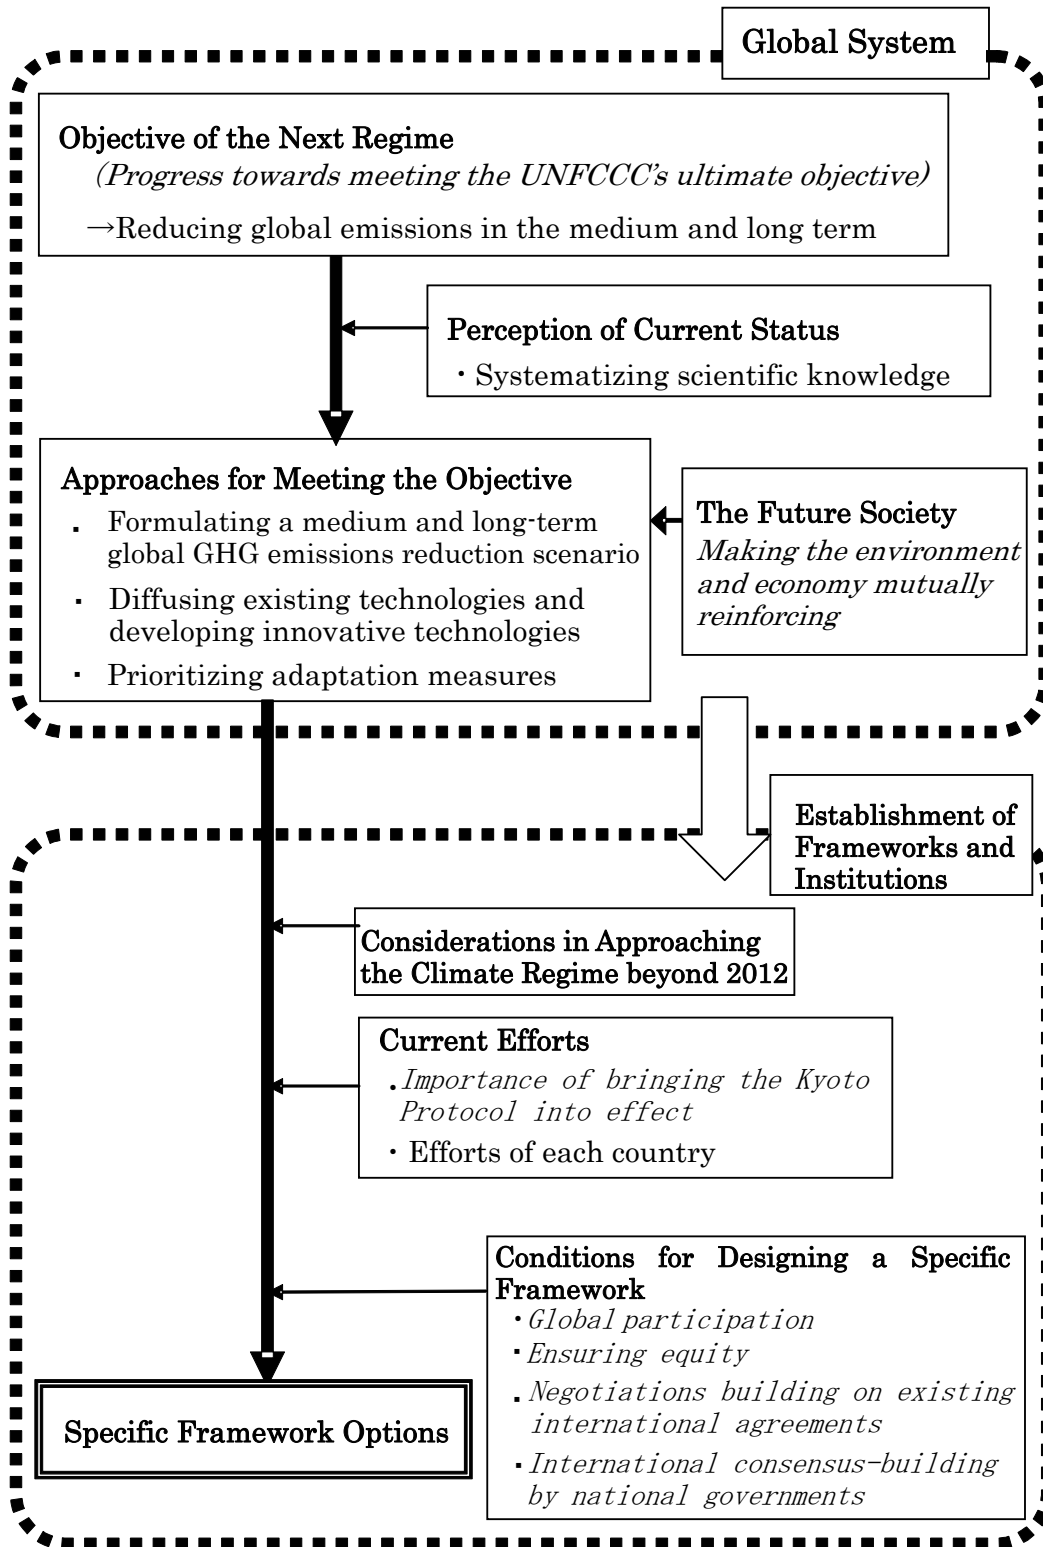 Global System
Objective of the Next Regime
(Progress towards meeting the UNFCCC's ultimate objective)
→Reducing global emissions in the medium and long term
Perception of Current Status
・Systematizing scientific knowledge
Approaches for Meeting the Objective
・ Formulating a medium and long-term
global GHG emissions reduction scenario
・ Diffusing existing technologies and
developing innovative technologies
・ Prioritizing adaptation measures
The Future Society
Making the environment
and economy mutually
reinforcing
Establishment of
Frameworks and
Institutions
Considerations in Approaching
the Climate Regime beyond 2012
Current Efforts
・Importance of bringing the Kyoto
Protocol into effect
・Efforts of each country
Conditions for Designing a Specific
Framework
・Global participation
・Ensuring equity
・Negotiations building on existing
international agreements
・International consensus-building
by national governments
Specific Framework Options